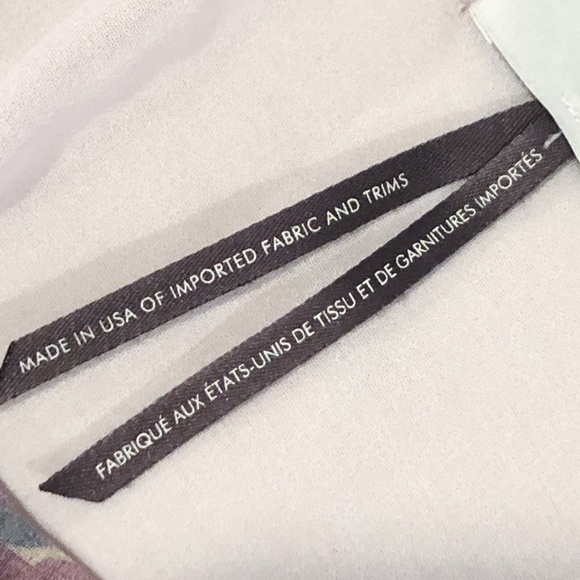 MADE IN USA OF IMPORTED FABRIC AND TRIMS
FABRIQUÉ AUX ÉTATS-UNIS DE TISSU ET DE GARNITURES IMPORTÉS